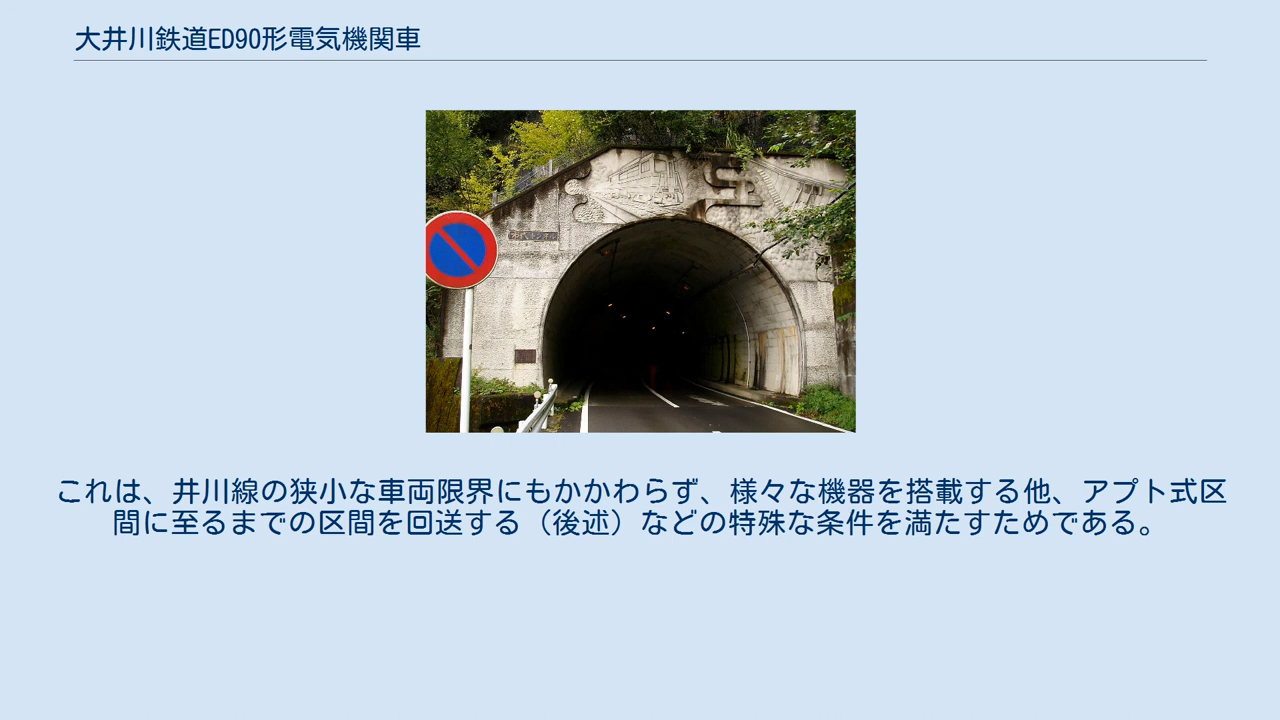 大井川鉄道ED90形電気機関車
これは、井川線の狭小な車両限界にもかかわらず、様々な機器を搭載する他、アプト式区
間に至るまでの区間を回送する（後述）などの特殊な条件を満たすためである。